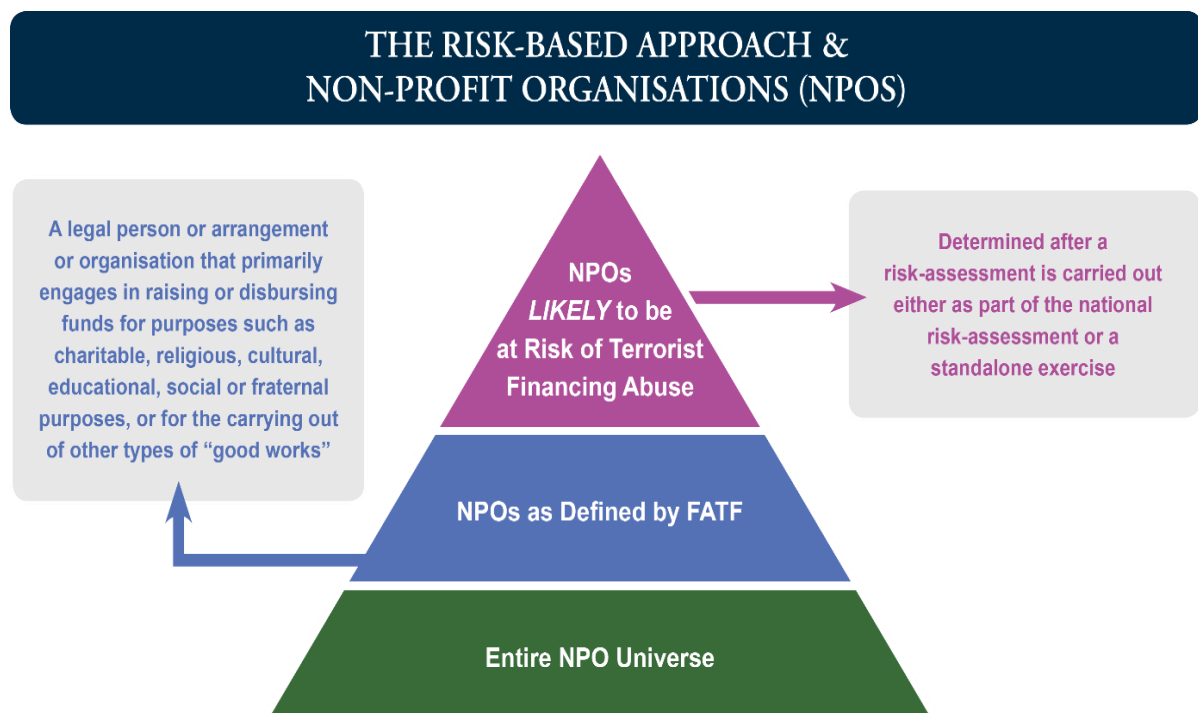 THE RISK-BASED APPROACH &
NON-PROFIT ORGANISATIONS (NPOS)
A legal person or arrangement
or organisation that primarily
engages in raising or disbursing
funds for purposes such as
charitable, religious, cultural,
educational, social or fraternal
purposes, or for the carrying out
of other types of “good works”
NPOs
LIKELY to be
at Risk of Terrorist
Financing Abuse
Determined after a
risk-assessment is carried out
either as part of the national
risk-assessment or a
standalone exercise
NPOs as Defined by FATF
Entire NPO Universe